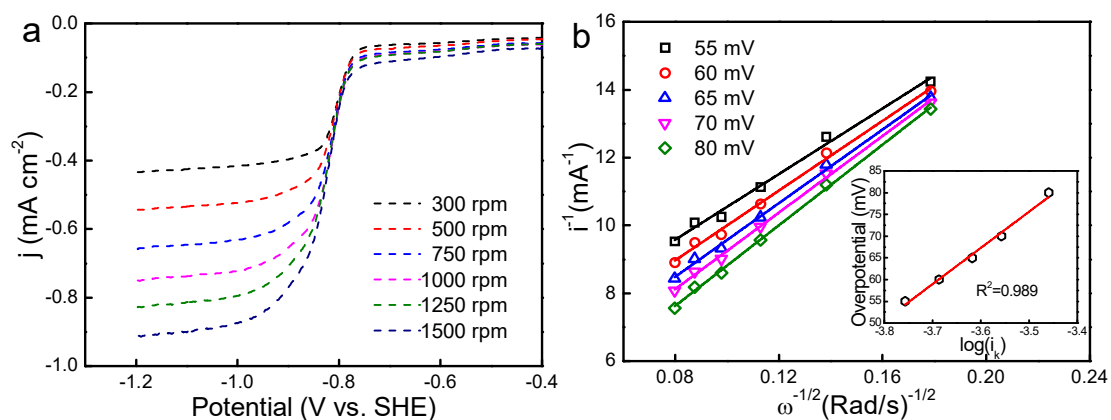 a
j (mA cm⁻²)
0.0
-0.2
-0.4
-0.6
-0.8
-1.0
300 rpm
500 rpm
750 rpm
1000 rpm
1250 rpm
1500 rpm
-1.2
-1.0
-0.8
-0.6
-0.4
Potential (V vs. SHE)
b
i⁻¹(mA⁻¹)
16
14
12
10
8
6
55 mV
60 mV
65 mV
70 mV
80 mV
Overpotential (mV)
85
80
75
70
65
60
55
50
R²=0.989
-3.8
-3.7
-3.6
-3.5
-3.4
log(iₖ)
0.08
0.12
0.16
0.20
0.24
ω⁻¹/²(Rad/s)⁻¹/²